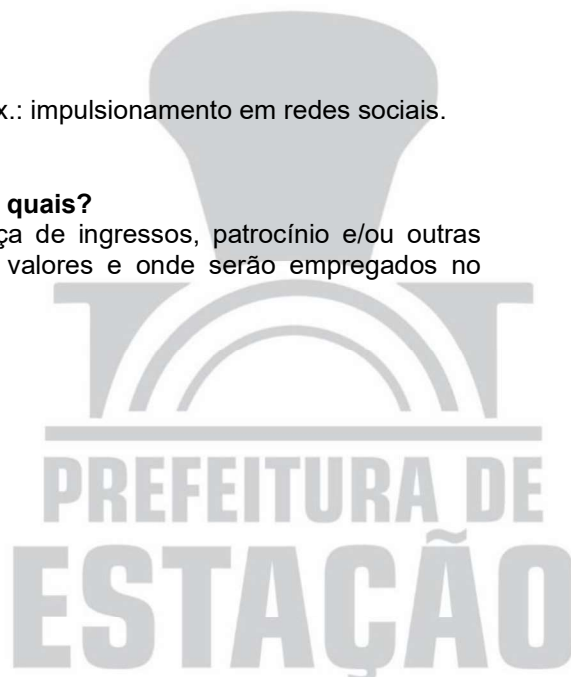 x.: impulsionamento em redes sociais.
quais?
ça de ingressos, patrocínio e/ou outras
valores e onde serão empregados no
PREFEITURA DE
ESTAÇÃO